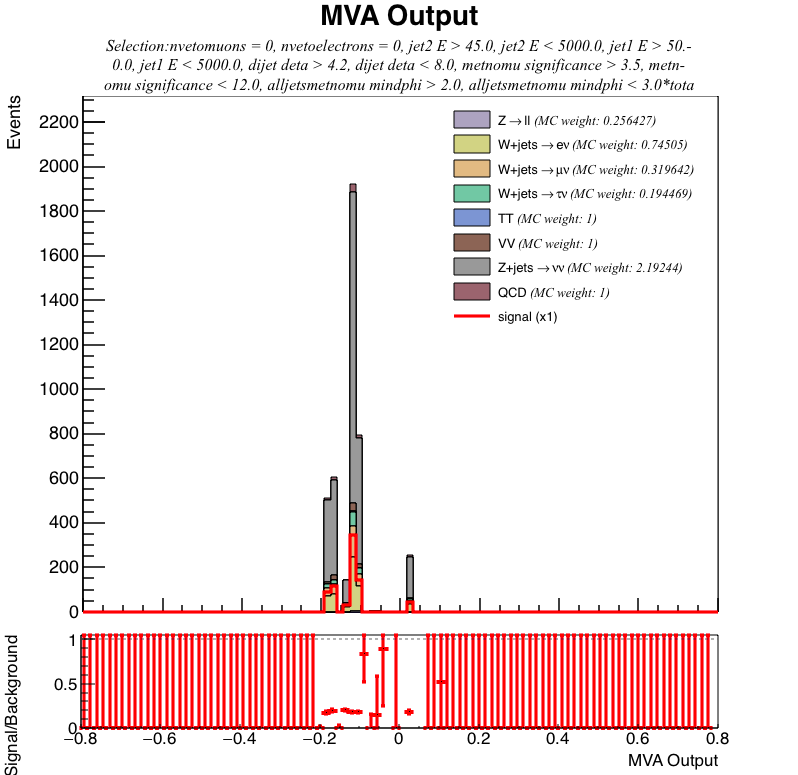 MVA Output
Selection:nvetomuons = 0, nvetoelectrons = 0, jet2 E > 45.0, jet2 E < 5000.0, jet1 E > 50.-
0.0, jet1 E < 5000.0, dijet deta > 4.2, dijet deta < 8.0, metnomu significance > 3.5, metn-
omu significance < 12.0, alljetsmetnomu mindphi > 2.0, alljetsmetnomu mindphi < 3.0*tota
Events
2200
2000
1800
1600
1400
1200
1000
800
600
400
200
0
Z→ll (MC weight: 0.256427)
W+jets→eν (MC weight: 0.74505)
W+jets→μν (MC weight: 0.319642)
W+jets→τν (MC weight: 0.194469)
TT (MC weight: 1)
VV (MC weight: 1)
Z+jets→νν (MC weight: 2.19244)
QCD (MC weight: 1)
signal (x1)
Signal/Background
1
0.5
0
−0.8 −0.6 −0.4 −0.2 0 0.2 0.4 0.6 0.8
MVA Output